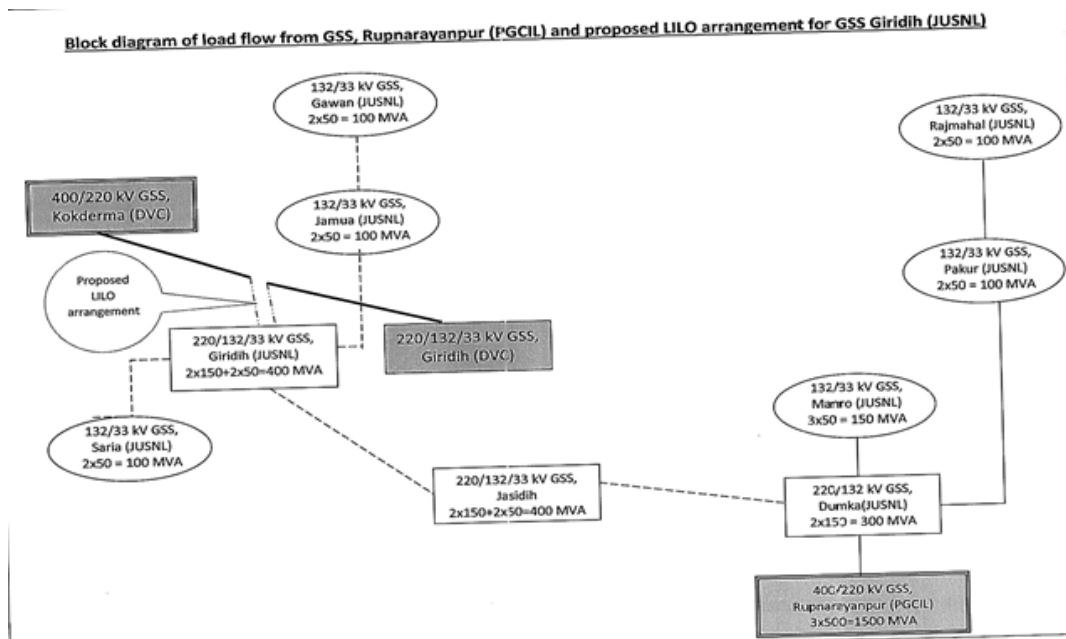 Block diagram of load flow from GSS, Rupnarayanpur (PGCIL) and proposed LILO arrangement for GSS Giridih (JUSNL)
132/33 kV GSS,
Gawan (JUSNL)
2x50 = 100 MVA
132/33 kV GSS,
Rajmahal (JUSNL)
2x50 = 100 MVA
400/220 kV GSS,
Kokderma (DVC)
132/33 kV GSS,
Jamua (JUSNL)
2x50 = 100 MVA
132/33 kV GSS,
Pakur (JUSNL)
2x50 = 100 MVA
Proposed
LILO
arrangement
220/132/33 kV GSS,
Giridih (JUSNL)
2x150+2x50=400 MVA
220/132/33 kV GSS,
Giridih (DVC)
132/33 kV GSS,
Manro (JUSNL)
3x50 = 150 MVA
132/33 kV GSS,
Saria (JUSNL)
2x50 = 100 MVA
220/132/33 kV GSS,
Jasidih
2x150+2x50=400 MVA
220/132 kV GSS,
Dumka(JUSNL)
2x150 = 300 MVA
400/220 kV GSS,
Rupnarayanpur (PGCIL)
3x500=1500 MVA